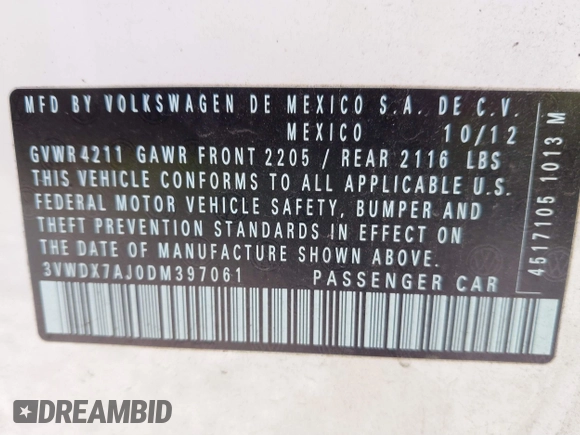 MFD BY VOLKSWAGEN DE MEXICO S.A. DE C.V.
MEXICO 10/12
GVWR 4211 GAWR FRONT 2205 / REAR 2116 LBS
THIS VEHICLE CONFORMS TO ALL APPLICABLE U.S.
FEDERAL MOTOR VEHICLE SAFETY, BUMPER AND
THEFT PREVENTION STANDARDS IN EFFECT ON
THE DATE OF MANUFACTURE SHOWN ABOVE.
3VWDX7AJ0DM397061 PASSENGER CAR
4517105 1013 M
DREAMBID